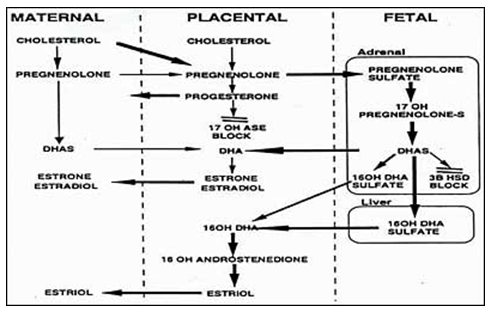 MATERNAL
CHOLESTEROL
PREGNENOLONE
DHAS
ESTRONE
ESTRADIOL
ESTRIOL
PLACENTAL
CHOLESTEROL
PREGNENOLONE
PROGESTERONE
17 OH ASE
BLOCK
DHA
ESTRONE
ESTRADIOL
16OH DHA
16 OH ANDROSTENEDIONE
ESTRIOL
FETAL
Adrenal
PREGNENOLONE
SULFATE
17 OH
PREGNENOLONE-S
DHAS
16OH DHA
SULFATE
3B HSD
BLOCK
Liver
16OH DHA
SULFATE